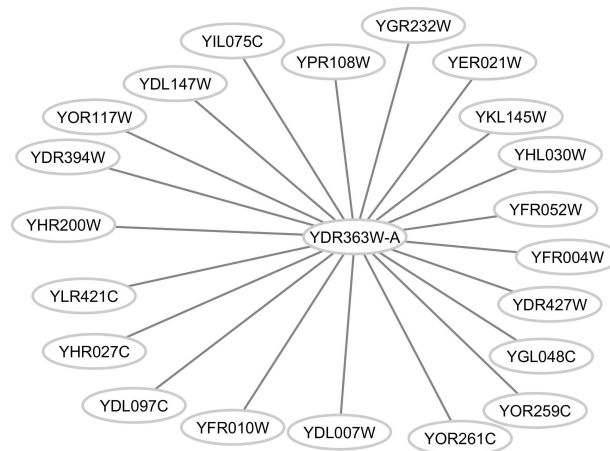 YGR232W
YIL075C
YPR108W
YER021W
YDL147W
YOR117W
YKL145W
YDR394W
YHL030W
YFR052W
YHR200W
YDR363W-A
YFR004W
YLR421C
YDR427W
YHR027C
YGL048C
YDL097C
YOR259C
YFR010W
YDL007W
YOR261C